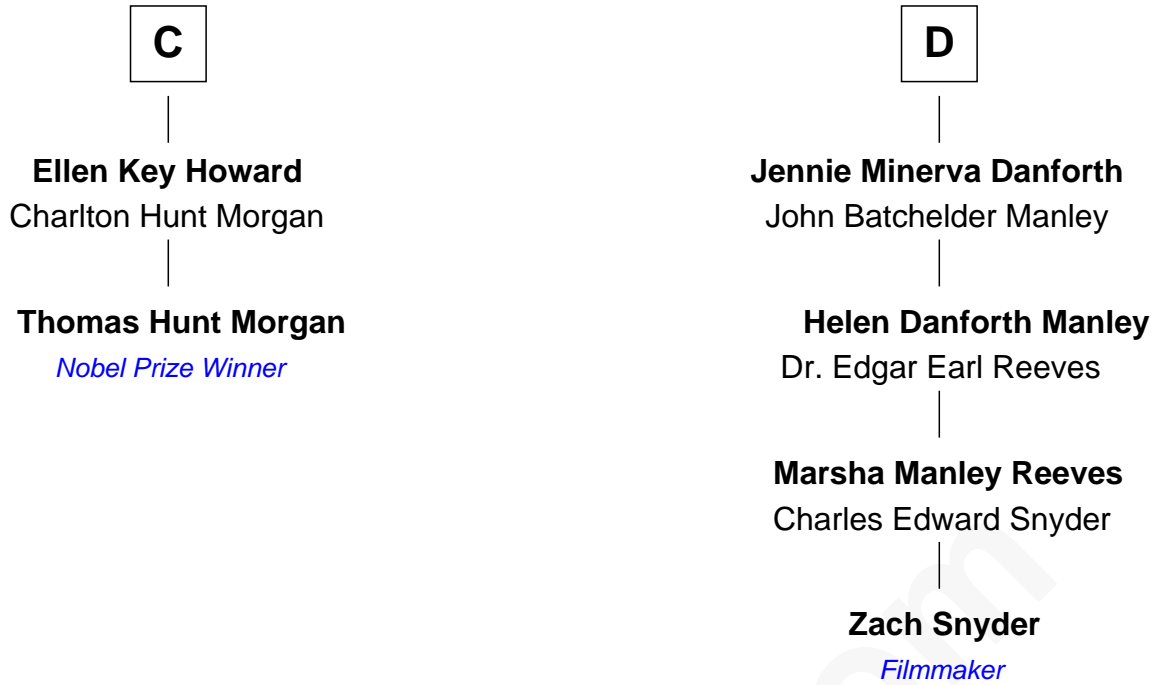 C
Ellen Key Howard
Charlton Hunt Morgan
Thomas Hunt Morgan
Nobel Prize Winner
D
Jennie Minerva Danforth
John Batchelder Manley
Helen Danforth Manley
Dr. Edgar Earl Reeves
Marsha Manley Reeves
Charles Edward Snyder
Zach Snyder
Filmmaker